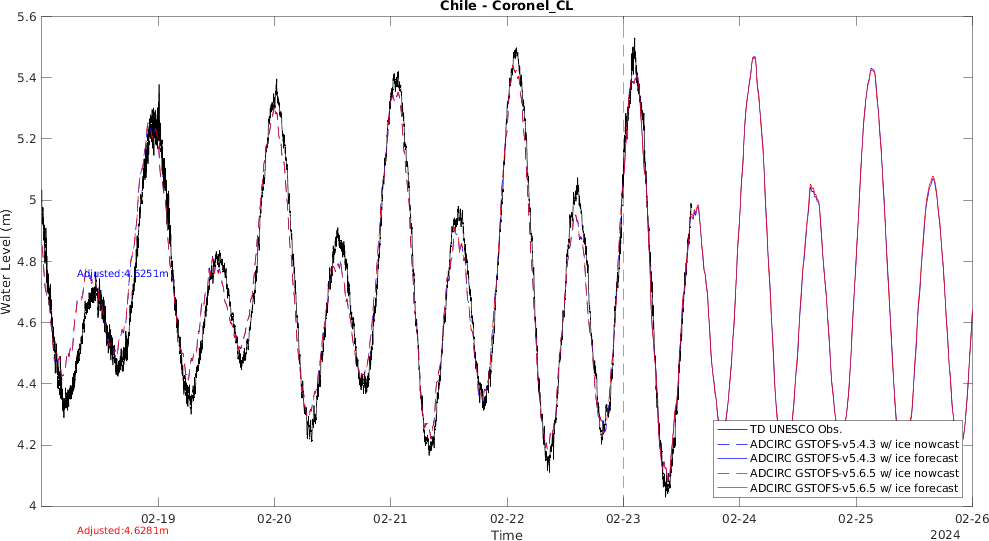 Chile - Coronel_CL
5.6
5.4
5.2
5
4.8
4.6
4.4
4.2
4
Water Level (m)
Adjusted:4.6251m
Adjusted:4.6281m
TD UNESCO Obs.
ADCIRC GSTOFS-v5.4.3 w/ ice nowcast
ADCIRC GSTOFS-v5.4.3 w/ ice forecast
ADCIRC GSTOFS-v5.6.5 w/ ice nowcast
ADCIRC GSTOFS-v5.6.5 w/ ice forecast
02-19 02-20 02-21 02-22 02-23 02-24 02-25 02-26
Time
2024